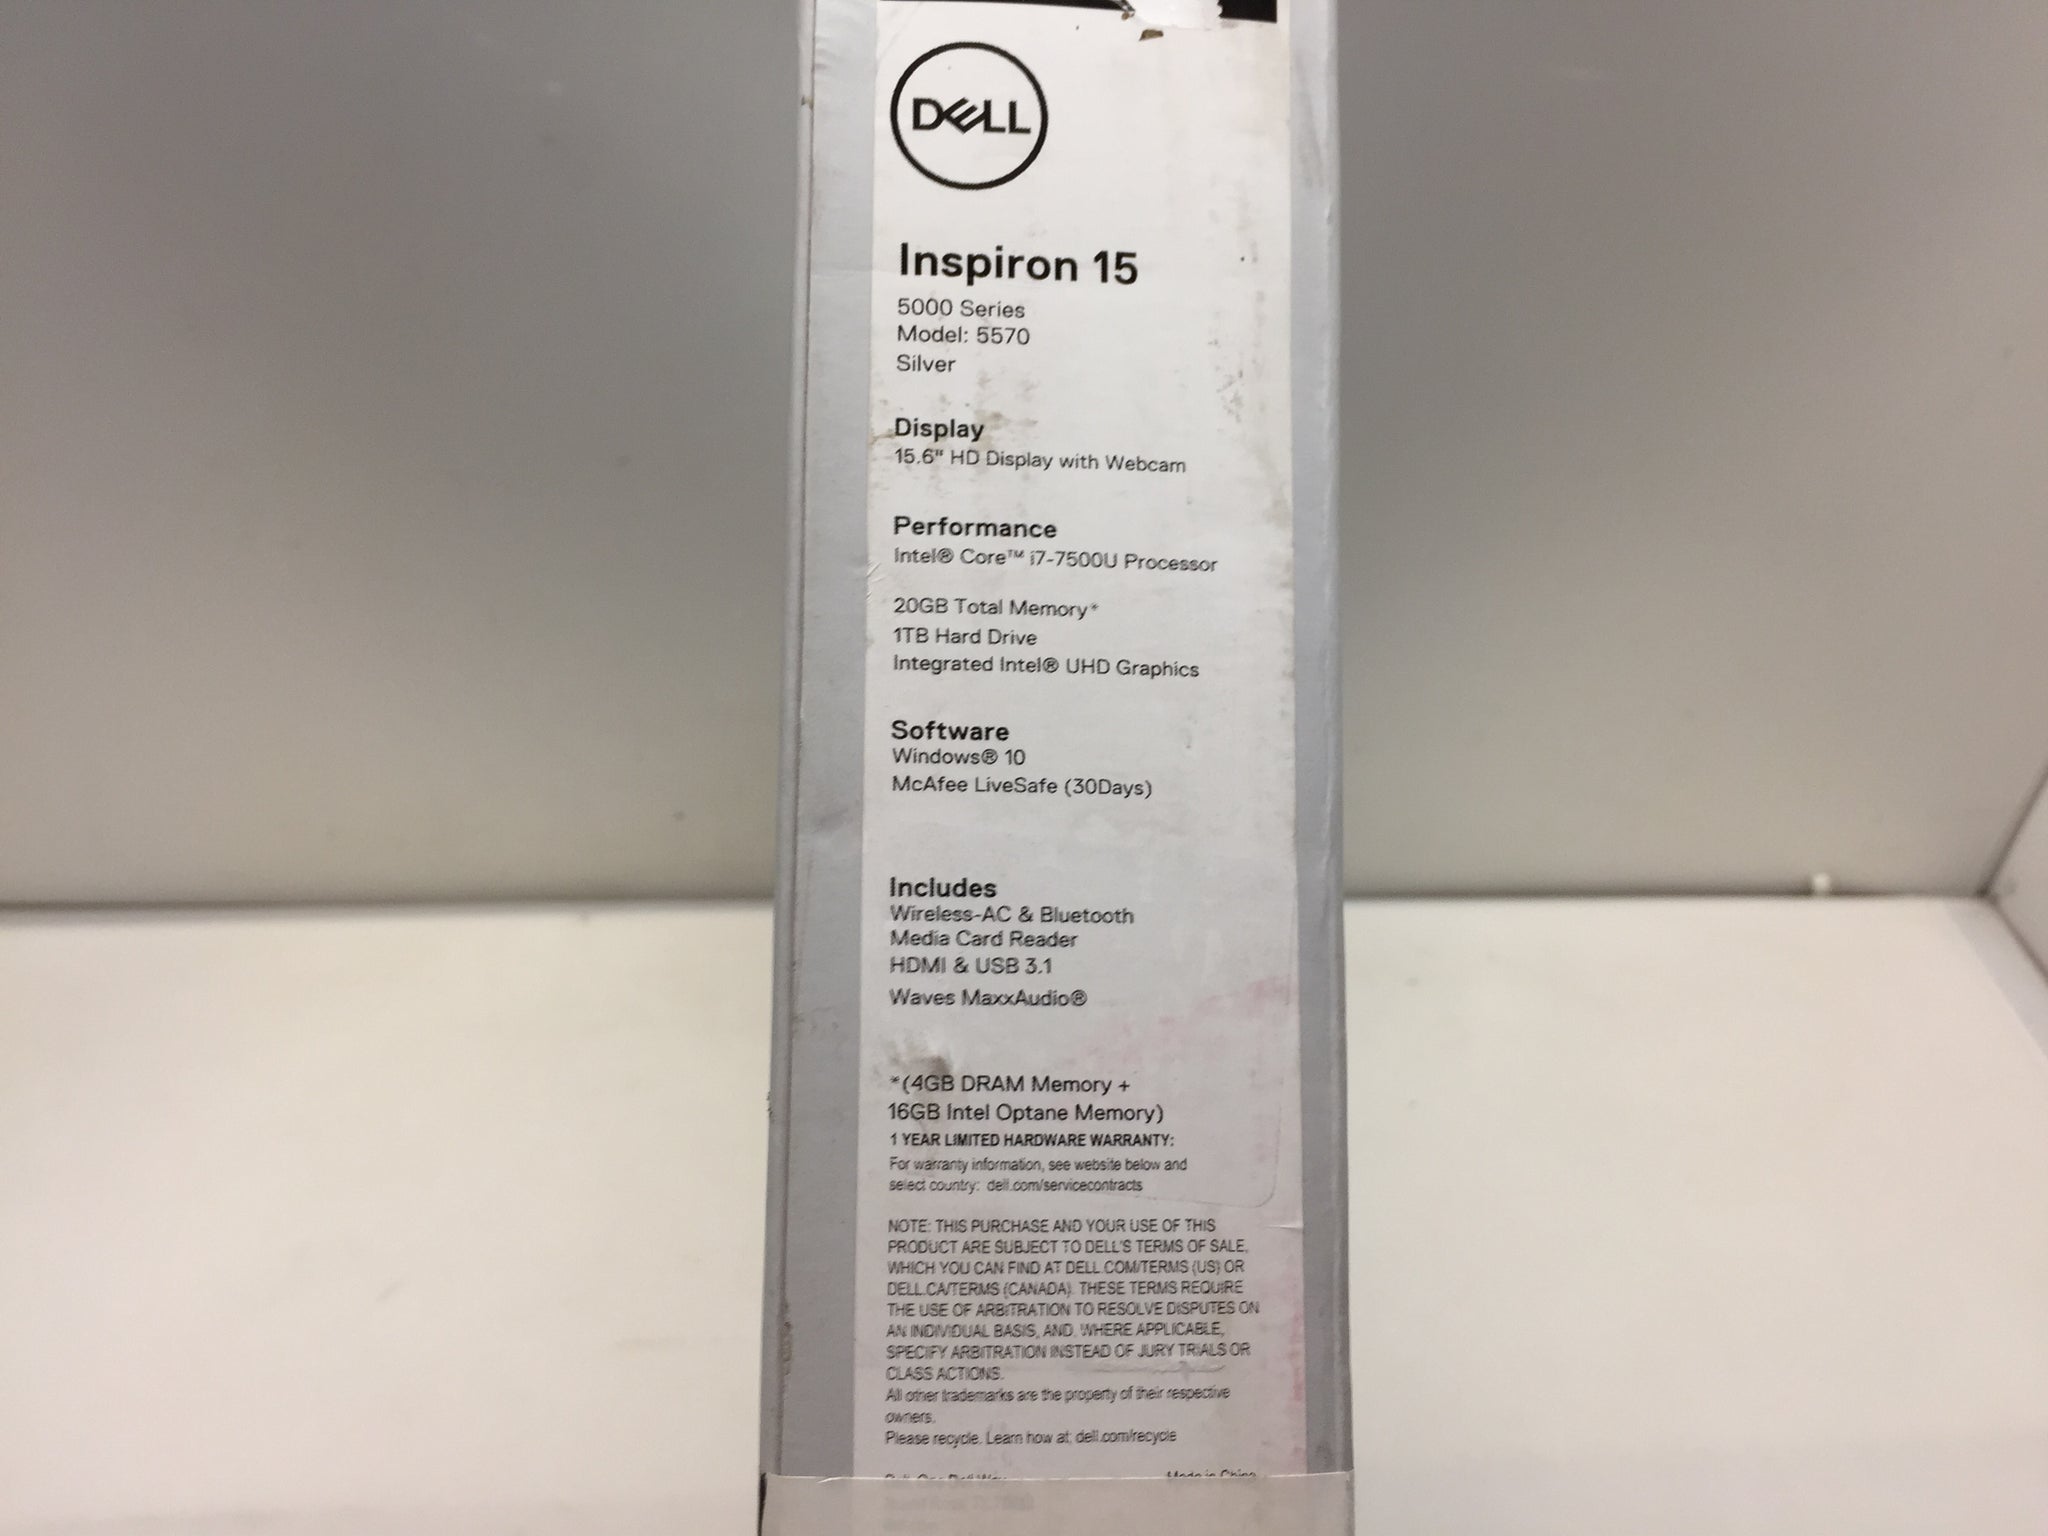 DELL
Inspiron 15
5000 Series
Model: 5570
Silver
Display
15.6" HD Display with Webcam
Performance
Intel® Core™ i7-7500U Processor
20GB Total Memory*
1TB Hard Drive
Integrated Intel® UHD Graphics
Software
Windows® 10
McAfee LiveSafe (30Days)
Includes
Wireless-AC & Bluetooth
Media Card Reader
HDMI & USB 3.1
Waves MaxxAudio®
*(4GB DRAM Memory +
16GB Intel Optane Memory)
1 YEAR LIMITED HARDWARE WARRANTY:
For warranty information, see website below and
select country: dell.com/servicecontracts
NOTE: THIS PURCHASE AND YOUR USE OF THIS
PRODUCT ARE SUBJECT TO DELL'S TERMS OF SALE,
WHICH YOU CAN FIND AT DELL.COM/TERMS (US) OR
DELL.CA/TERMS (CANADA). THESE TERMS REQUIRE
THE USE OF ARBITRATION TO RESOLVE DISPUTES ON
AN INDIVIDUAL BASIS, AND, WHERE APPLICABLE,
SPECIFY ARBITRATION INSTEAD OF JURY TRIALS OR
CLASS ACTIONS.
All other trademarks are the property of their respective
owners.
Please recycle. Learn how at: dell.com/recycle
One Dell Way
Made in China